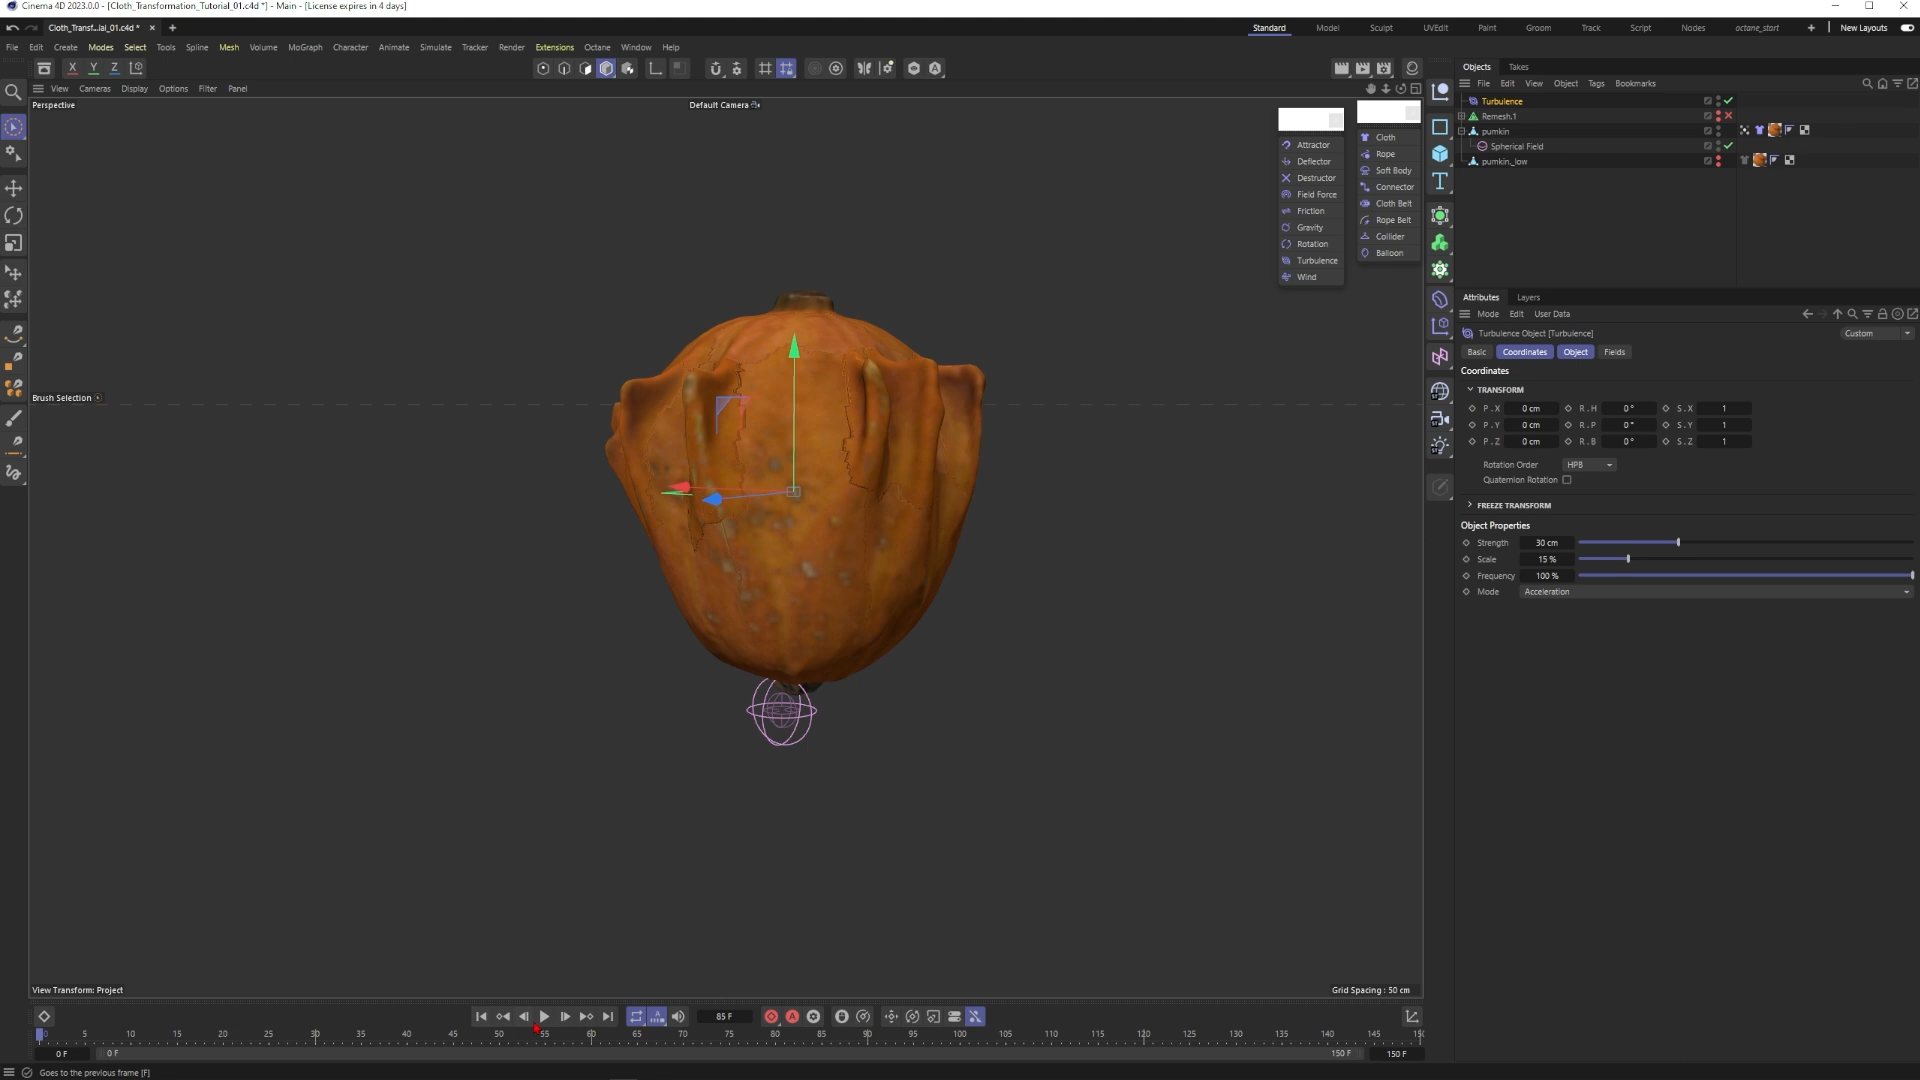 Cinema 4D 2023.0.0 - [Cloth_Transformation_Tutorial_01.c4d *] - Main - [License expires in 4 days]
Cloth_Transf...ial_01.c4d *
Standard Model Sculpt UVEdit Paint Groom Track Script Nodes octane_start New Layouts
File Edit Create Modes Select Tools Spline Mesh Volume MoGraph Character Animate Simulate Tracker Select Render Extensions Octane Window Help
X Y Z
View Cameras Display Options Filter Panel
Perspective
Default Camera
Attractor
Deflector
Destructor
Field Force
Friction
Gravity
Rotation
Turbulence
Wind
Cloth
Rope
Soft Body
Connector
Cloth Belt
Rope Belt
Collider
Balloon
Brush Selection
View Transform: Project
Grid Spacing : 50 cm
Objects Takes
File Edit View Object Tags Bookmarks
Turbulence
Remesh.1
pumkin
Spherical Field
pumkin_low
Attributes Layers
Mode Edit User Data
Turbulence Object [Turbulence]
Custom
Basic Coordinates Object Fields
Coordinates
TRANSFORM
P . X 0 cm R . H 0 ° S . X 1
P . Y 0 cm R . P 0 ° S . Y 1
P . Z 0 cm R . B 0 ° S . Z 1
Rotation Order HPB
Quaternion Rotation
FREEZE TRANSFORM
Object Properties
Strength 30 cm
Scale 15 %
Frequency 100 %
Mode Acceleration
85 F
0 5 10 15 20 25 30 35 40 45 50 55 60 65 70 75 80 85 90 95 100 105 110 115 120 125 130 135 140 145
0 F 0 F 150 F 150 F
Goes to the previous frame [F]